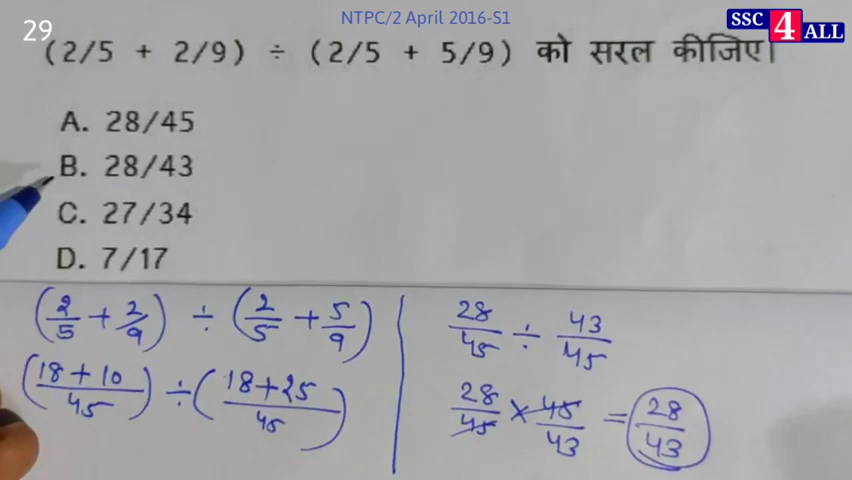 NTPC/2 April 2016-S1
SSC 4 ALL
29
(2/5 + 2/9) ÷ (2/5 + 5/9) को सरल कीजिए।
A. 28/45
B. 28/43
C. 27/34
D. 7/17
(2/5 + 2/9) ÷ (2/5 + 5/9)
(18+10/45) ÷ (18+25/45)
28/45 ÷ 43/45
28/45 × 45/43 = 28/43